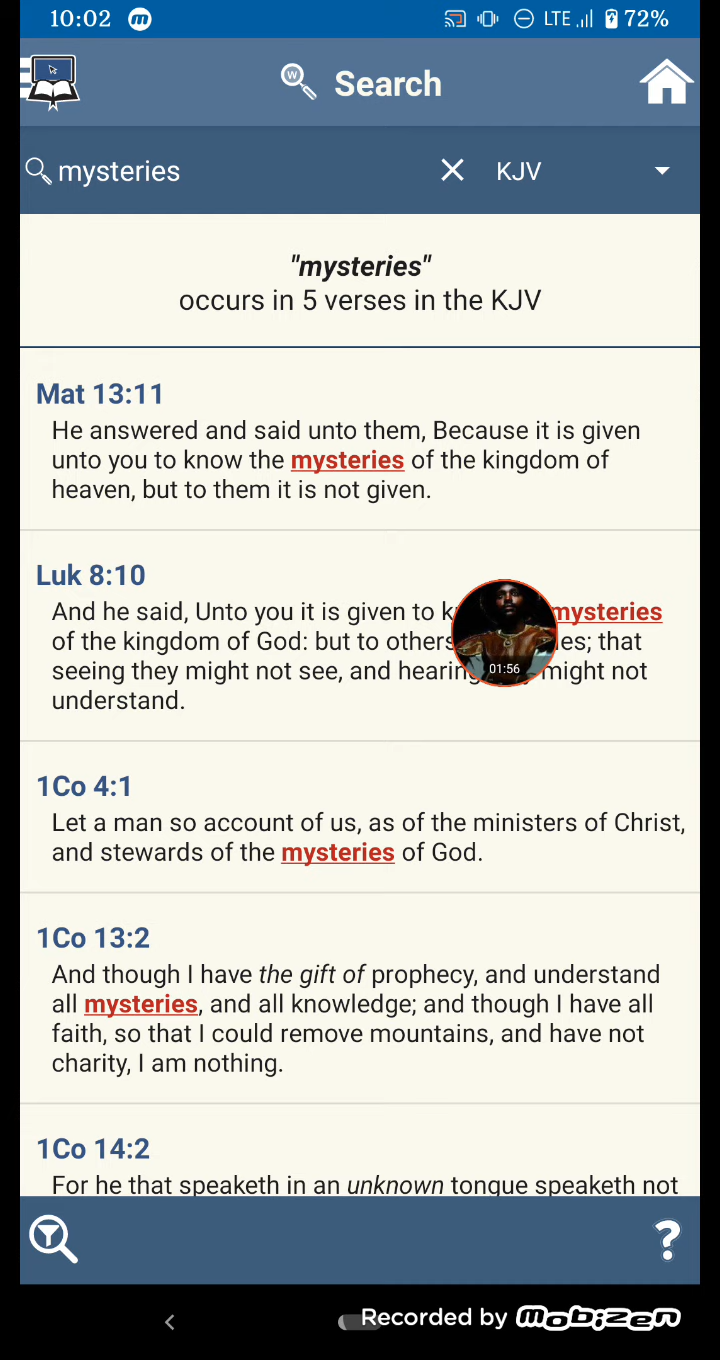 10:02 m LTE 72%
W Search
mysteries KJV
"mysteries"
occurs in 5 verses in the KJV
Mat 13:11
He answered and said unto them, Because it is given
unto you to know the mysteries of the kingdom of
heaven, but to them it is not given.
Luk 8:10
And he said, Unto you it is given to mysteries
of the kingdom of God: but to others that
seeing they might not see, and hearing might not
01:56
understand.
1Co 4:1
Let a man so account of us, as of the ministers of Christ,
and stewards of the mysteries of God.
1Co 13:2
And though I have the gift of prophecy, and understand
all mysteries, and all knowledge; and though I have all
faith, so that I could remove mountains, and have not
charity, I am nothing.
1Co 14:2
For he that speaketh in an unknown tongue speaketh not
?
Recorded by mobizen